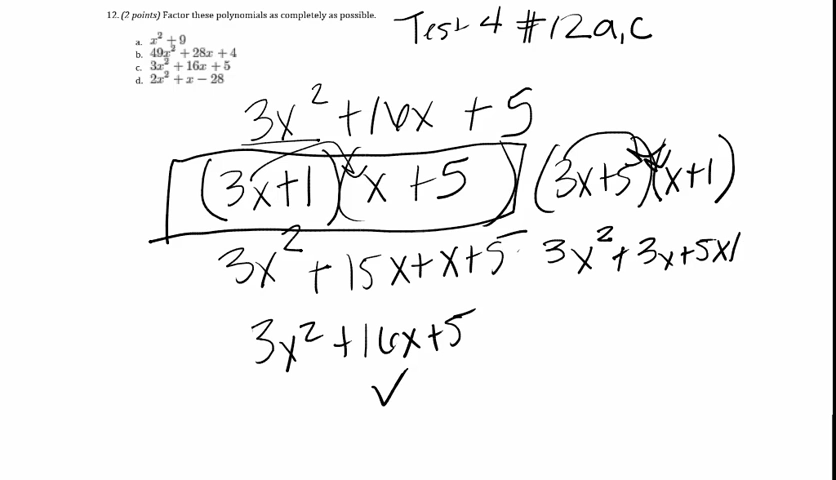 12. (2 points) Factor these polynomials as completely as possible.
Test 4 #12a,c
a. x² + 9
b. 49x² + 28x + 4
c. 3x² + 16x + 5
d. 2x² + x − 28
3x² + 16x + 5
(3x+1)(x + 5) (3x+5)(x+1)
3x² + 15x + x + 5 3x² + 3x + 5x
3x² + 16x + 5
✓